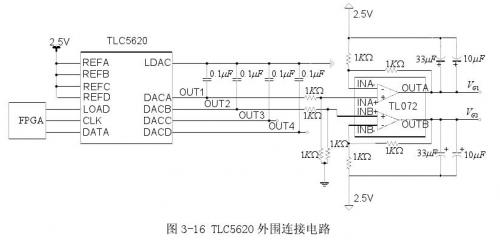 2.5V
TLC5620
2.5V
REFA
REFB
REFC
REFD
LOAD
CLK
DATA
LDAC
DACA
DACB
DACC
DACD
FPGA
0.1μF
0.1μF
0.1μF
0.1μF
OUT1
OUT2
OUT3
OUT4
1KΩ
1KΩ
1KΩ
1KΩ
1KΩ
1KΩ
1KΩ
1KΩ
INA-
INA+
INB+
INB-
OUTA
TL072
OUTB
33μF
10μF
VG1
VG2
33μF
10μF
2.5V
图 3-16 TLC5620 外围连接电路